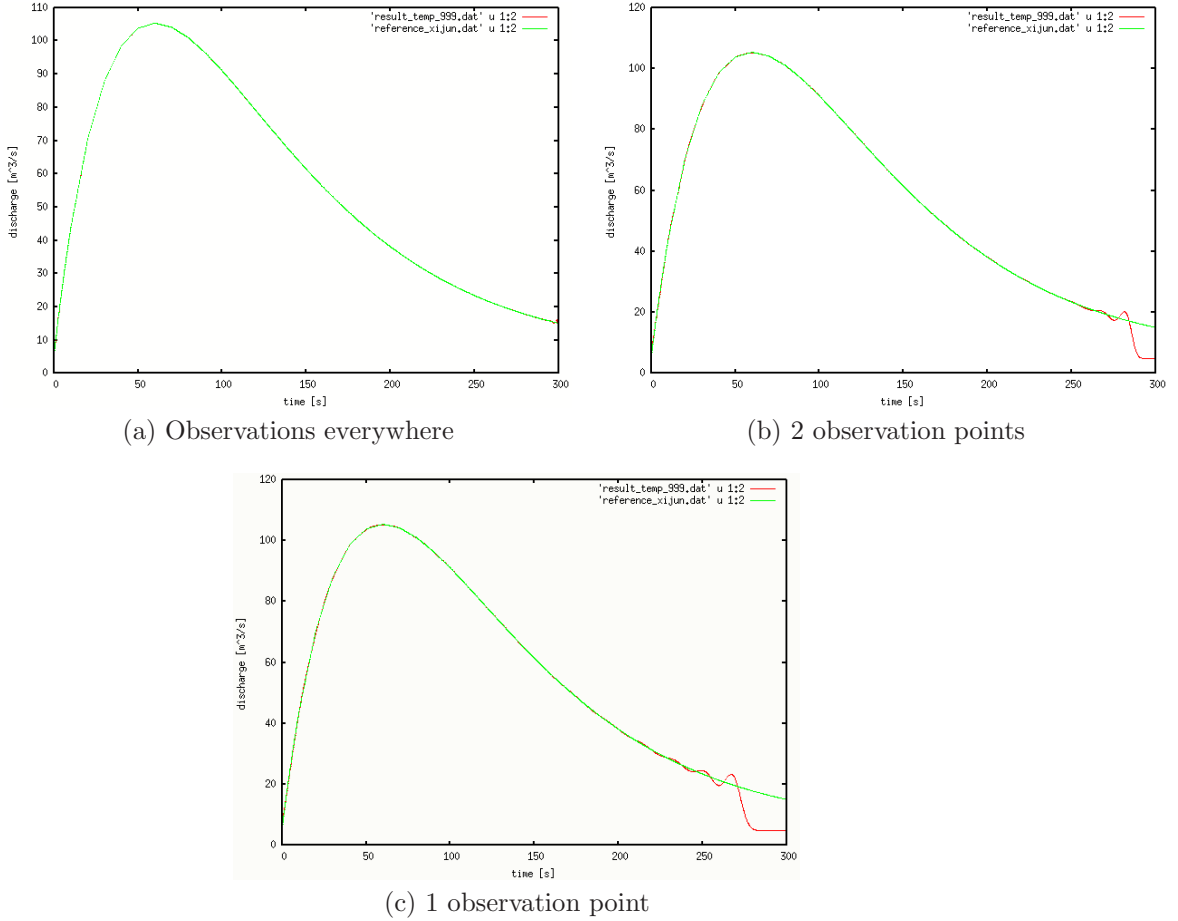 110
100
90
80
70
60
50
40
30
20
10
0
discharge [m^3/s]
'result_temp_999.dat' u 1:2
'reference_xijun.dat' u 1:2
0 50 100 150 200 250 300
time [s]
(a) Observations everywhere
120
100
80
60
40
20
0
discharge [m^3/s]
'result_temp_999.dat' u 1:2
'reference_xijun.dat' u 1:2
0 50 100 150 200 250 300
time [s]
(b) 2 observation points
120
100
80
60
40
20
0
discharge [m^3/s]
'result_temp_999.dat' u 1:2
'reference_xijun.dat' u 1:2
0 50 100 150 200 250 300
time [s]
(c) 1 observation point